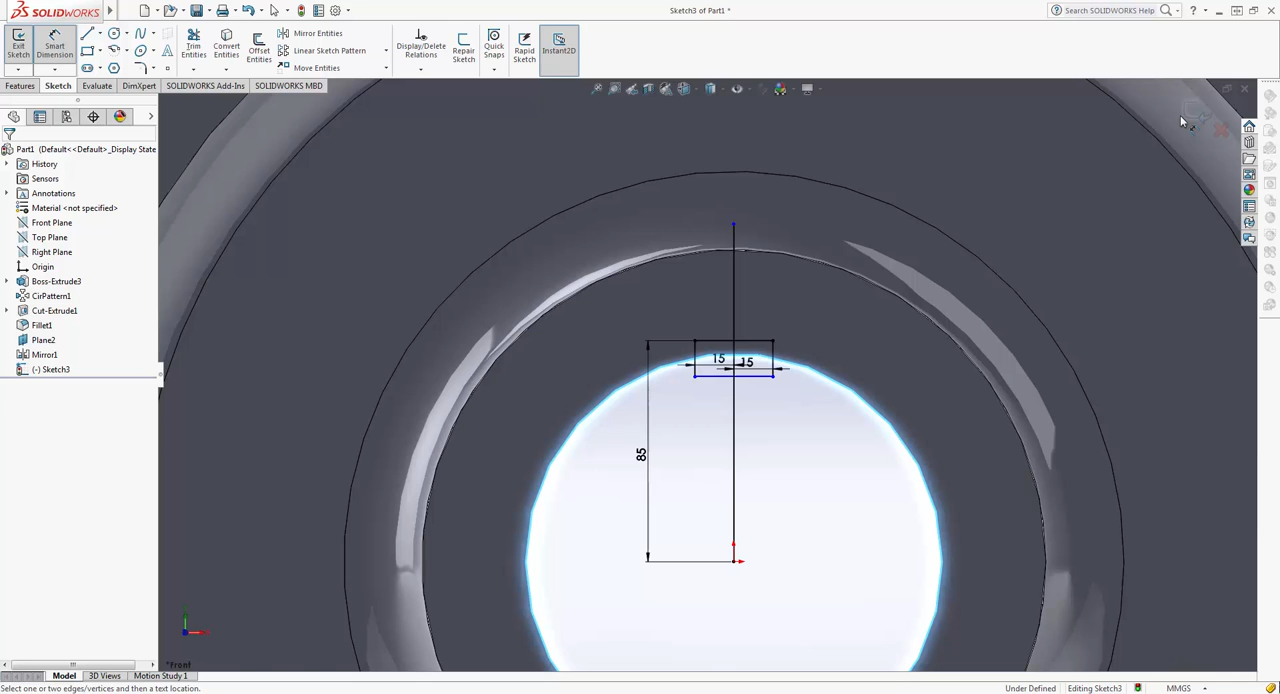 SOLIDWORKS
Sketch3 of Part1 *
Search SOLIDWORKS Help
Exit Sketch
Smart Dimension
Trim Entities
Convert Entities
Offset Entities
Mirror Entities
Linear Sketch Pattern
Move Entities
Display/Delete Relations
Repair Sketch
Quick Snaps
Rapid Sketch
Instant2D
Features
Sketch
Evaluate
DimXpert
SOLIDWORKS Add-Ins
SOLIDWORKS MBD
Part1 (Default<<Default>_Display State
History
Sensors
Annotations
Material <not specified>
Front Plane
Top Plane
Right Plane
Origin
Boss-Extrude3
CirPattern1
Cut-Extrude1
Fillet1
Plane2
Mirror1
(-) Sketch3
15
15
85
*Front
Model
3D Views
Motion Study 1
Select one or two edges/vertices and then a text location.
Under Defined
Editing Sketch3
MMGS